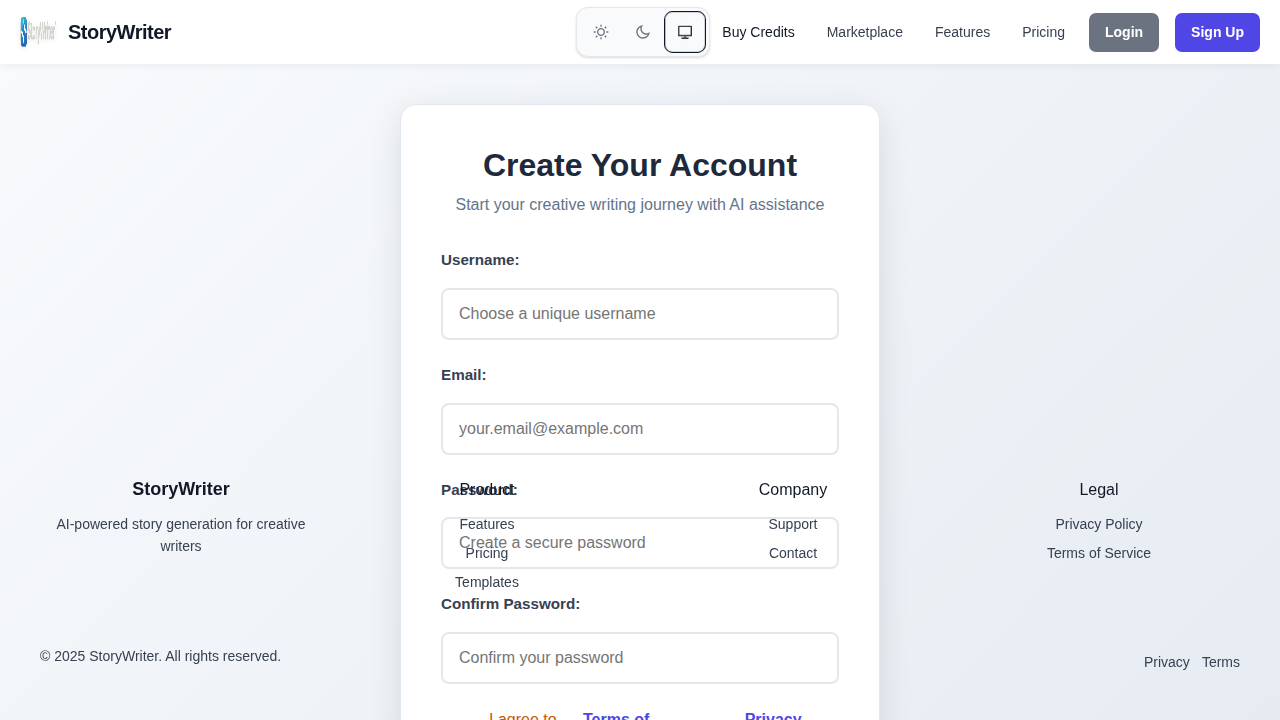 StoryWriter
StoryWriter
Buy Credits
Marketplace
Features
Pricing
Login
Sign Up
Create Your Account
Start your creative writing journey with AI assistance
Username:
Choose a unique username
Email:
your.email@example.com
Password:
Create a secure password
Confirm Password:
Confirm your password
I agree to
Terms of
Privacy
StoryWriter
AI-powered story generation for creative
writers
Product
Features
Pricing
Templates
Company
Support
Contact
Legal
Privacy Policy
Terms of Service
© 2025 StoryWriter. All rights reserved.
Privacy
Terms